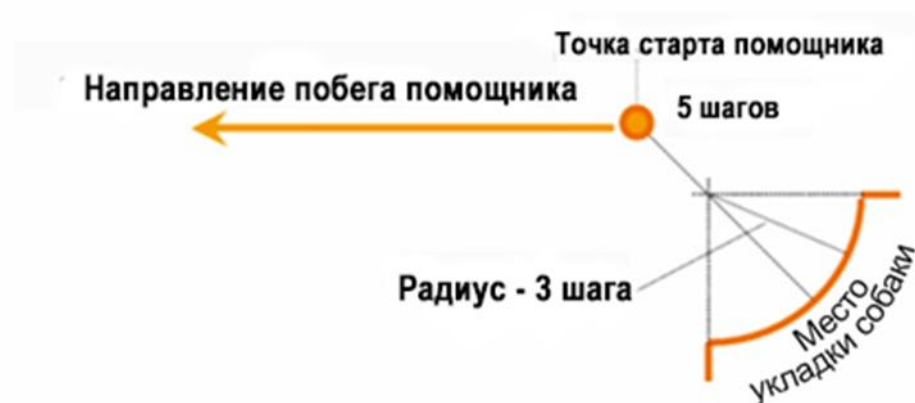 Точка старта помощника
Направление побега помощника
5 шагов
Радиус - 3 шага
Место
укладки собаки